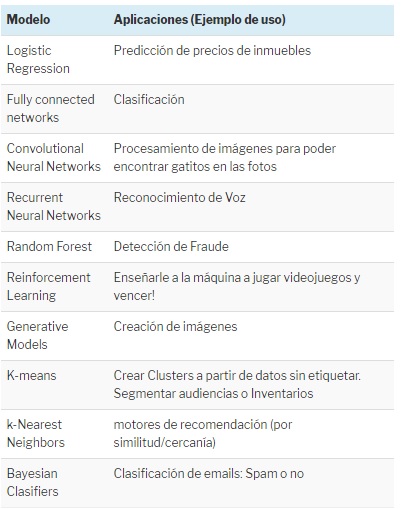 Modelo Aplicaciones (Ejemplo de uso)
Logistic Predicción de precios de inmuebles
Regression
Fully connected Clasificación
networks
Convolutional Procesamiento de imágenes para poder
Neural Networks encontrar gatitos en las fotos
Recurrent Reconocimiento de Voz
Neural Networks
Random Forest Detección de Fraude
Reinforcement Enseñarle a la máquina a jugar videojuegos y
Learning vencer!
Generative Creación de imágenes
Models
K-means Crear Clusters a partir de datos sin etiquetar.
Segmentar audiencias o Inventarios
k-Nearest motores de recomendación (por
Neighbors similitud/cercanía)
Bayesian Clasificación de emails: Spam o no
Clasifiers